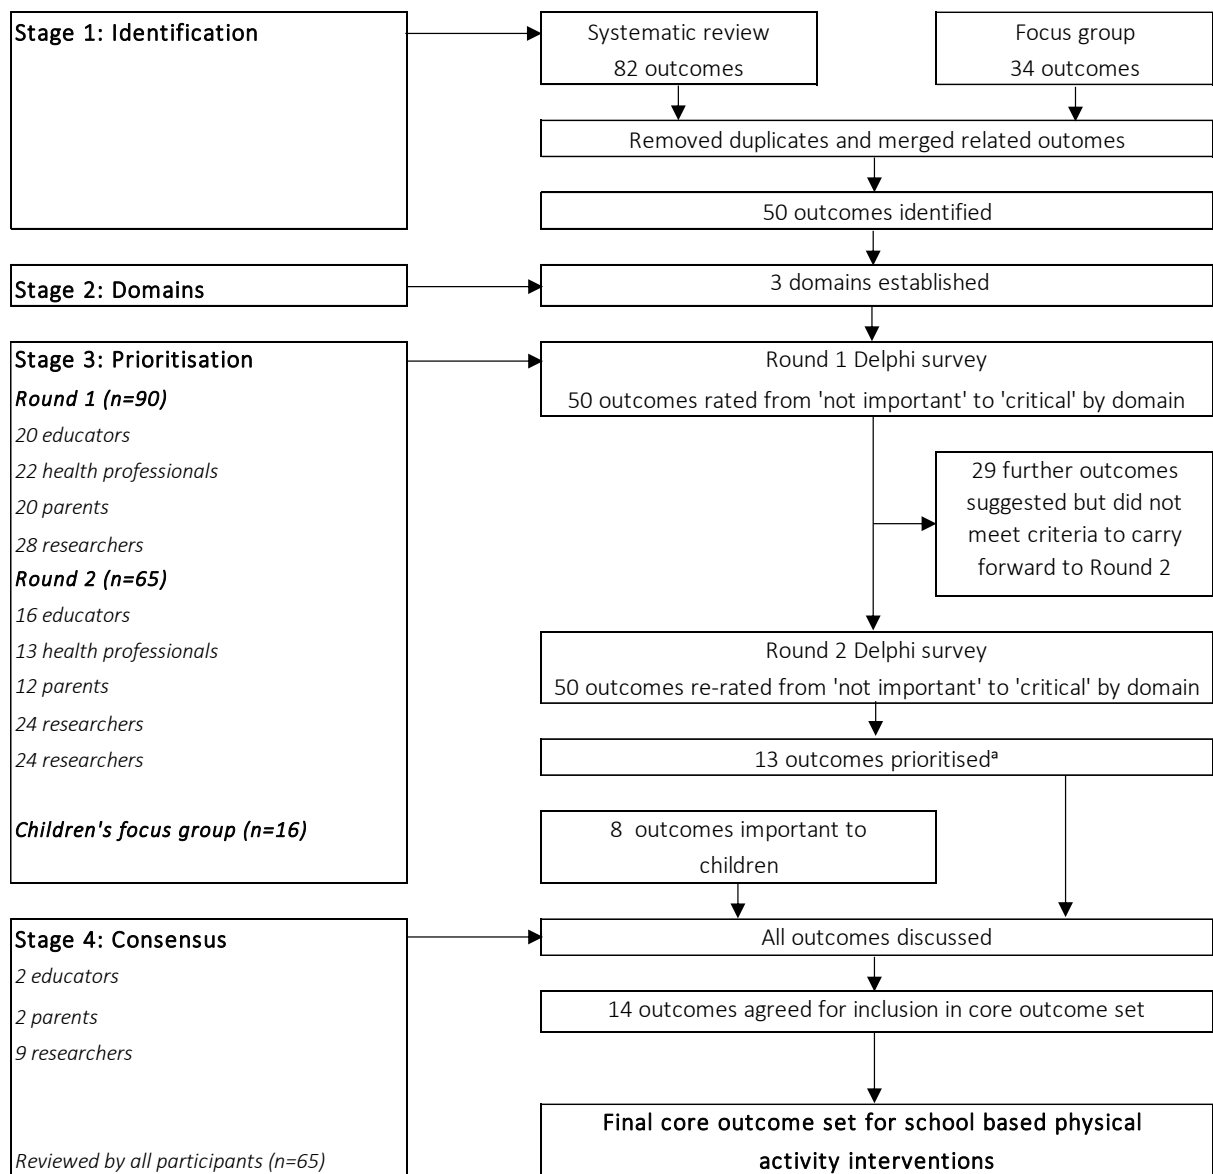 Stage 1: Identification
Systematic review
82 outcomes
Focus group
34 outcomes
Removed duplicates and merged related outomes
50 outcomes identified
Stage 2: Domains
3 domains established
Stage 3: Prioritisation
Round 1 (n=90)
20 educators
22 health professionals
20 parents
28 researchers
Round 2 (n=65)
16 educators
13 health professionals
12 parents
24 researchers
24 researchers
Children's focus group (n=16)
Round 1 Delphi survey
50 outcomes rated from 'not important' to 'critical' by domain
29 further outcomes
suggested but did not
meet criteria to carry
forward to Round 2
Round 2 Delphi survey
50 outcomes re-rated from 'not important' to 'critical' by domain
13 outcomes prioritisedª
8 outcomes important to
children
Stage 4: Consensus
2 educators
2 parents
9 researchers
Reviewed by all participants (n=65)
All outcomes discussed
14 outcomes agreed for inclusion in core outcome set
Final core outcome set for school based physical
activity interventions